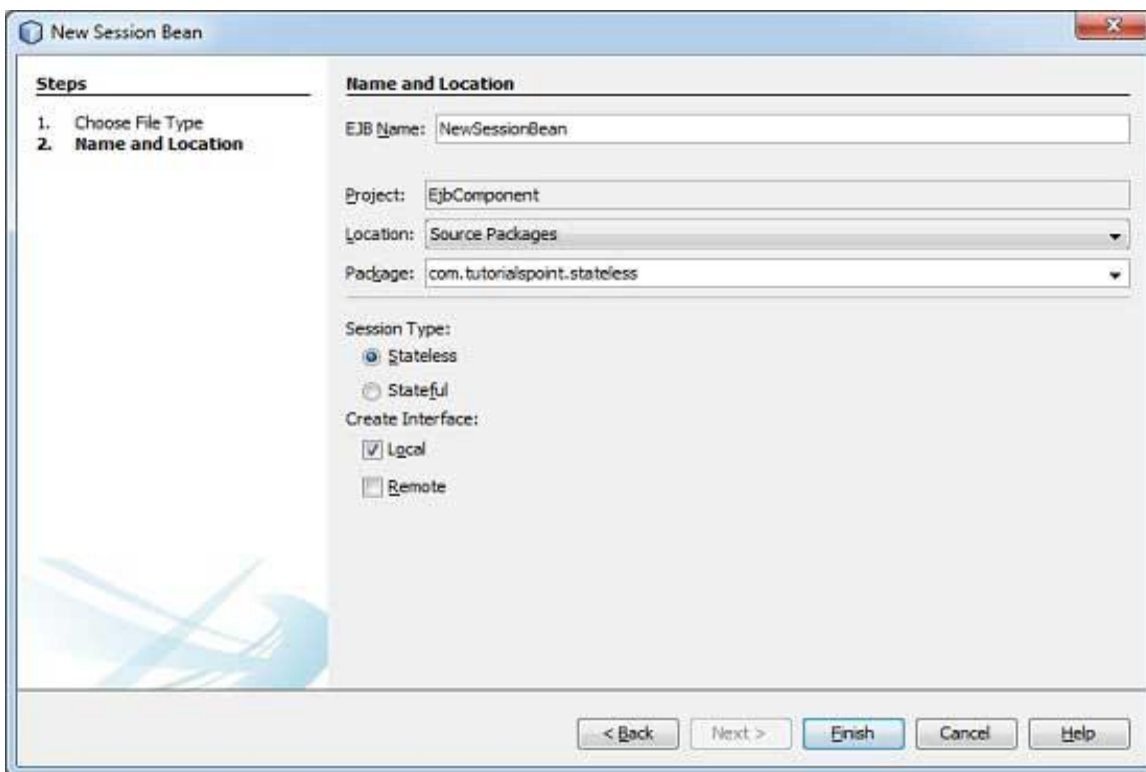 New Session Bean
Steps
1. Choose File Type
2. Name and Location
Name and Location
EJB Name: NewSessionBean
Project: EjbComponent
Location: Source Packages
Package: com.tutorialspoint.stateless
Session Type:
Stateless
Stateful
Create Interface:
Local
Remote
< Back Next > Finish Cancel Help